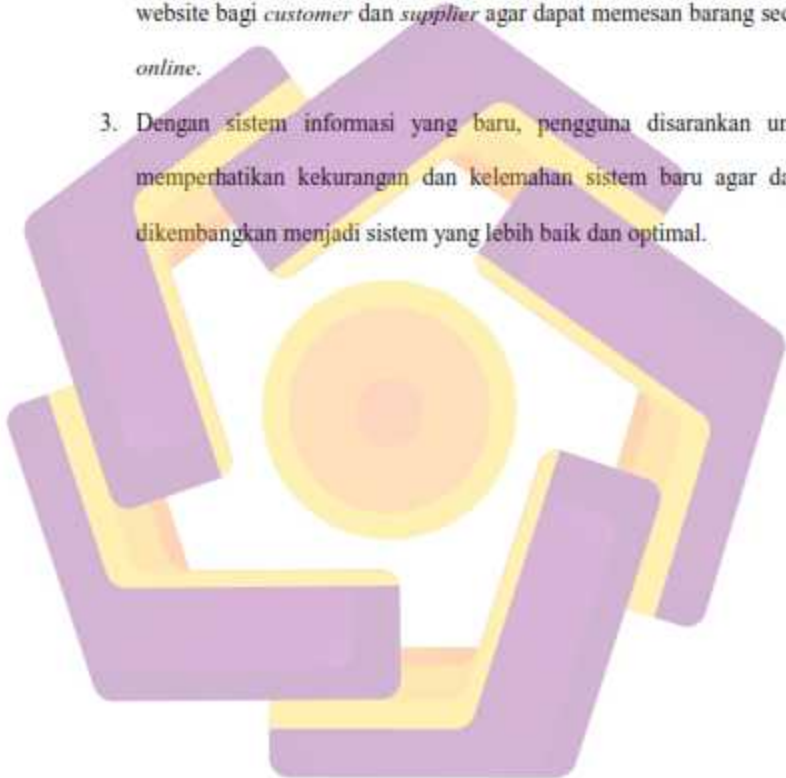 website bagi customer dan supplier agar dapat memesan barang sec
online.
3. Dengan sistem informasi yang baru, pengguna disarankan un
memperhatikan kekurangan dan kelemahan sistem baru agar da
dikembangkan menjadi sistem yang lebih baik dan optimal.